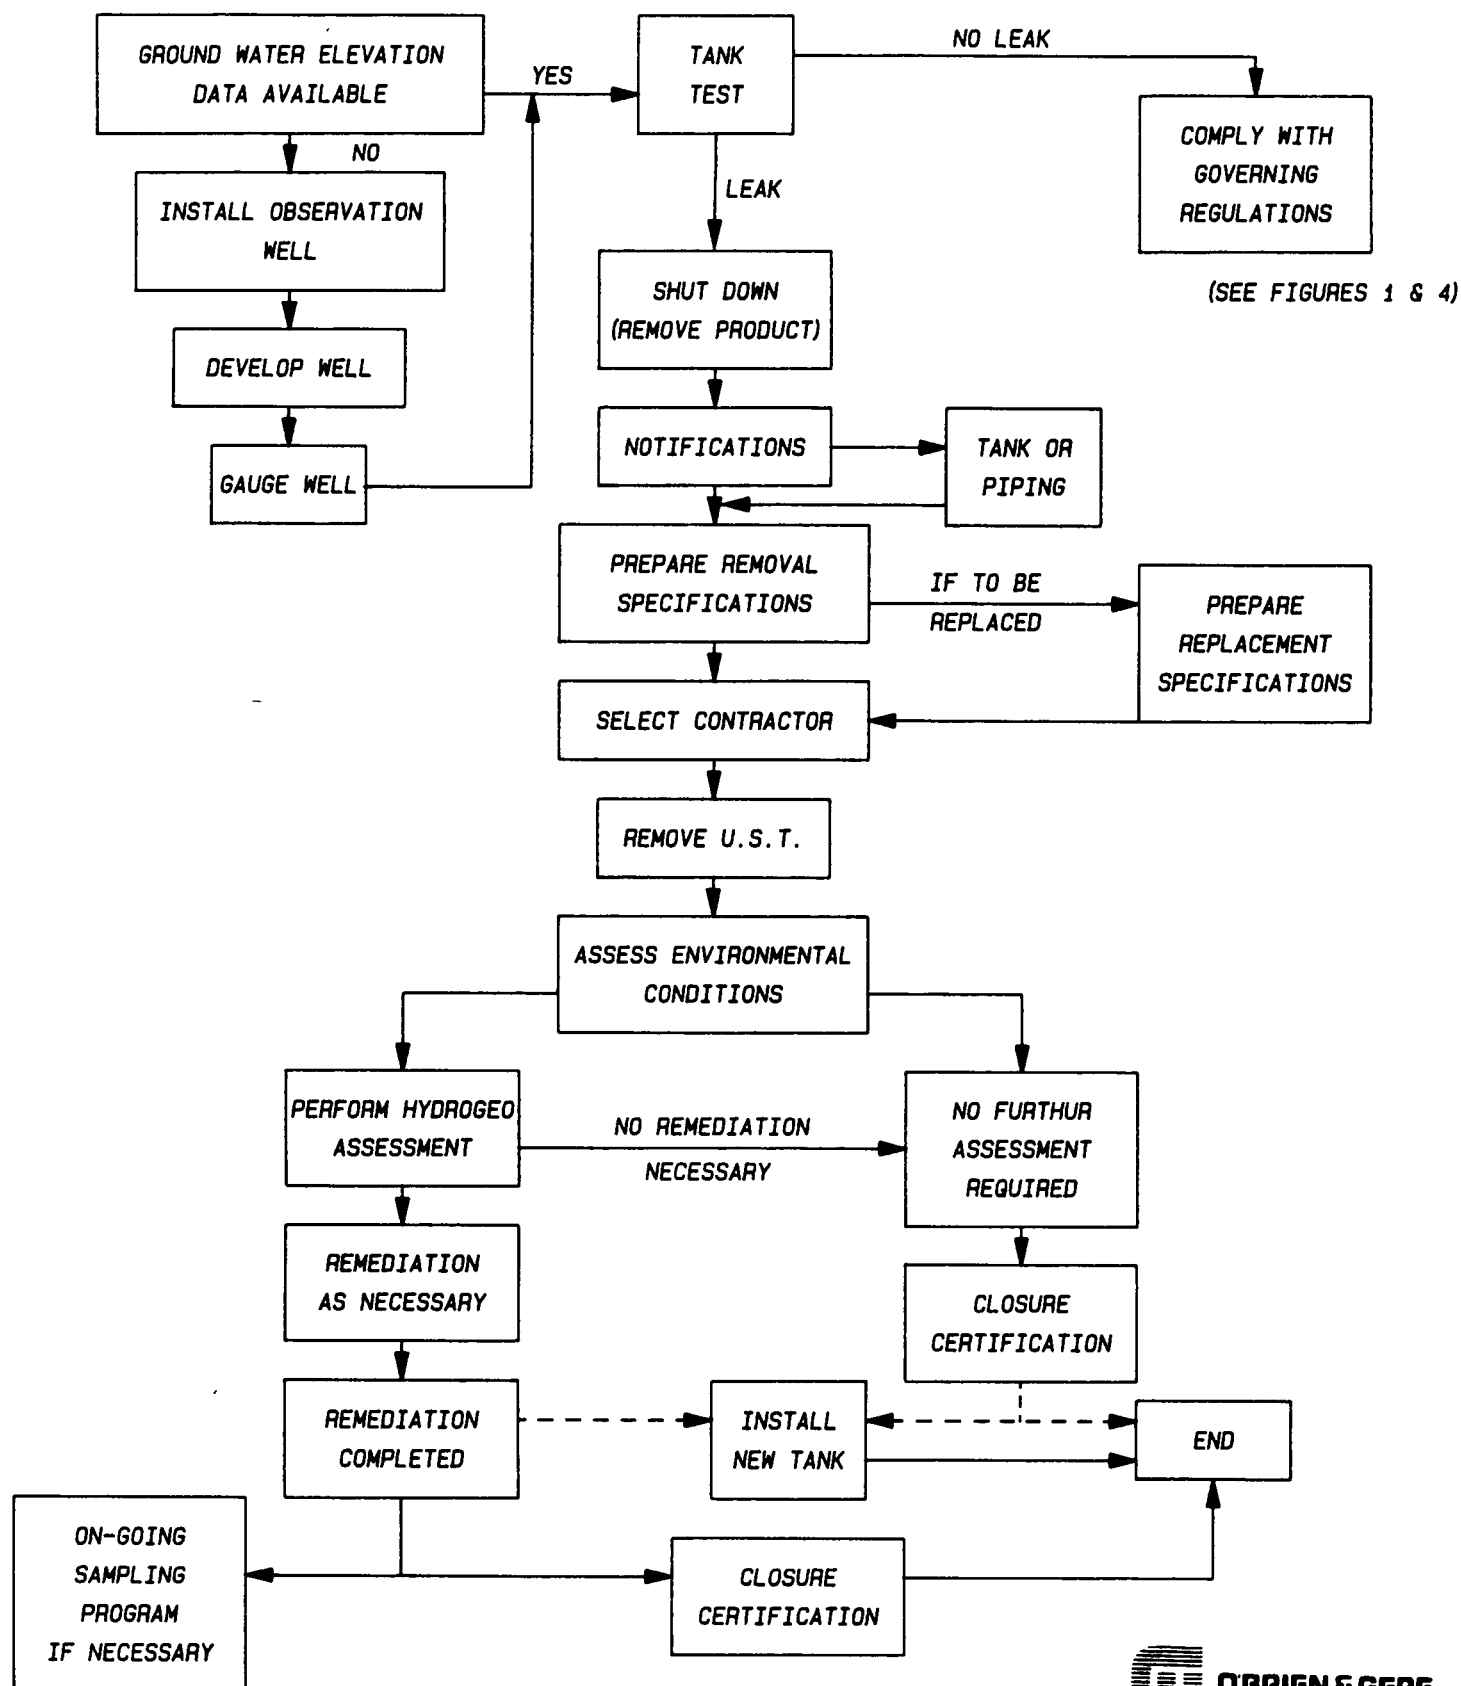 GROUND WATER ELEVATION
DATA AVAILABLE
YES
TANK
TEST
NO LEAK
COMPLY WITH
GOVERNING
REGULATIONS
(SEE FIGURES 1 & 4)
NO
INSTALL OBSERVATION
WELL
DEVELOP WELL
GAUGE WELL
LEAK
SHUT DOWN
(REMOVE PRODUCT)
NOTIFICATIONS
TANK OR
PIPING
PREPARE REMOVAL
SPECIFICATIONS
IF TO BE
REPLACED
PREPARE
REPLACEMENT
SPECIFICATIONS
SELECT CONTRACTOR
REMOVE U.S.T.
ASSESS ENVIRONMENTAL
CONDITIONS
PERFORM HYDROGEO
ASSESSMENT
NO REMEDIATION
NECESSARY
NO FURTHUR
ASSESSMENT
REQUIRED
REMEDIATION
AS NECESSARY
CLOSURE
CERTIFICATION
REMEDIATION
COMPLETED
INSTALL
NEW TANK
END
ON-GOING
SAMPLING
PROGRAM
IF NECESSARY
CLOSURE
CERTIFICATION
O'BRIEN & GERE